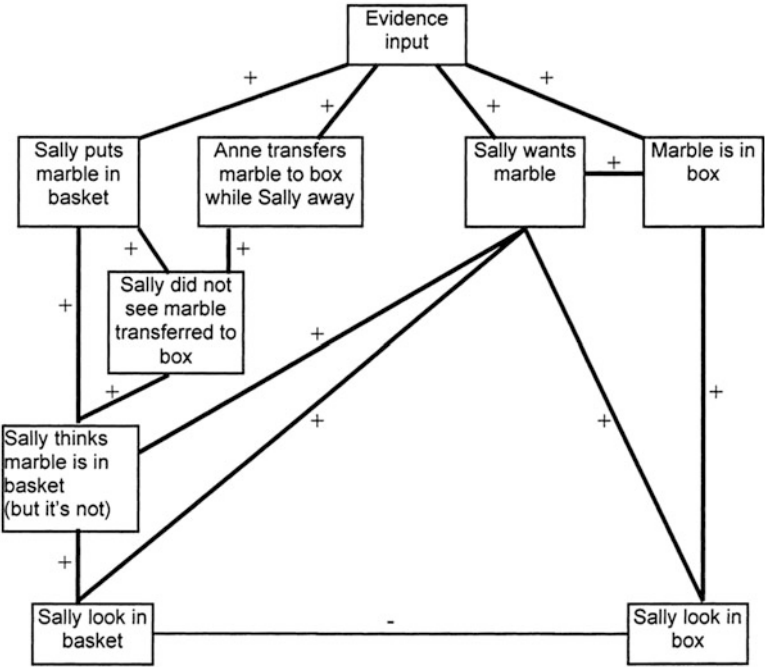 Evidence
input
+
+
+
+
Sally puts
marble in
basket
Anne transfers
marble to box
while Sally away
Sally wants
marble
+
Marble is in
box
+
+
Sally did not
see marble
transferred to
box
+
+
+
+
+
+
Sally thinks
marble is in
basket
(but it's not)
+
Sally look in
basket
-
Sally look in
box